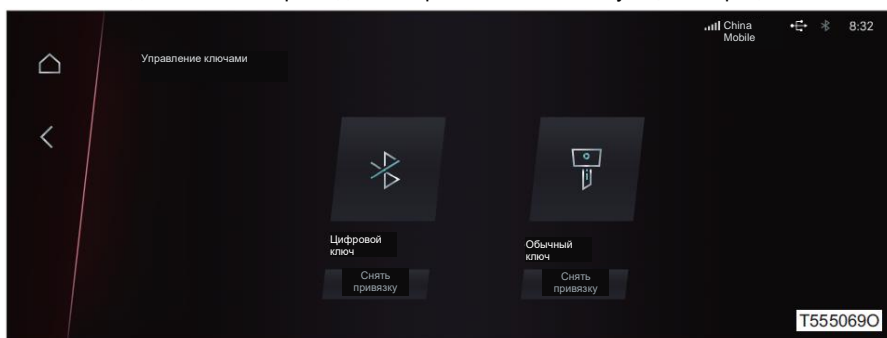 China
Mobile
8:32
Управление ключами
Цифровой
ключ
Обычный
ключ
Снять
привязку
Снять
привязку
T555069O